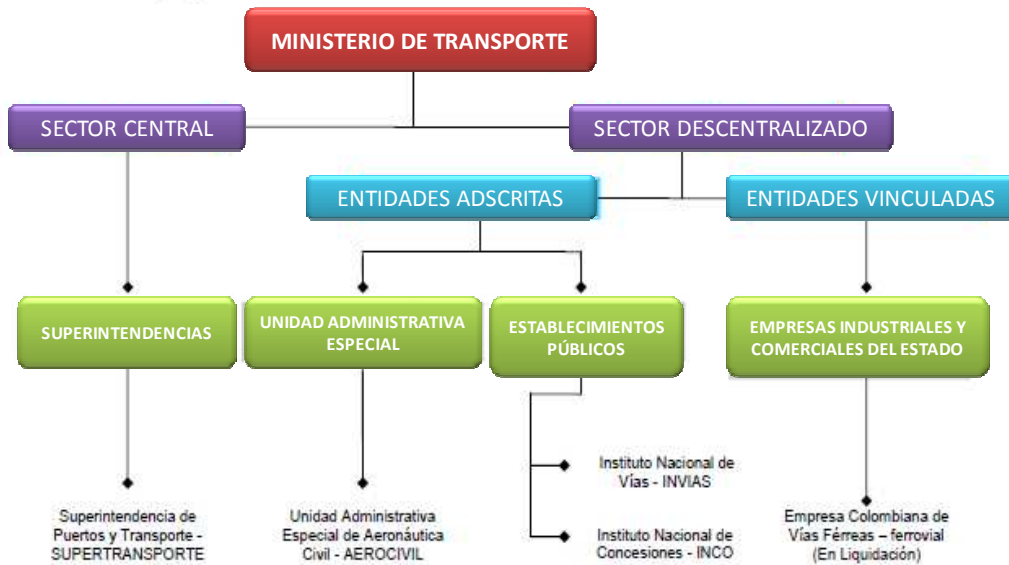 MINISTERIO DE TRANSPORTE
SECTOR CENTRAL
SECTOR DESCENTRALIZADO
ENTIDADES ADSCRITAS
ENTIDADES VINCULADAS
SUPERINTENDENCIAS
UNIDAD ADMINISTRATIVA
ESPECIAL
ESTABLECIMIENTOS
PÚBLICOS
EMPRESAS INDUSTRIALES Y
COMERCIALES DEL ESTADO
Superintendencia de
Puertos y Transporte -
SUPERTRANSPORTE
Unidad Administrativa
Especial de Aeronáutica
Civil - AEROCIVIL
Instituto Nacional de
Vías - INVIAS
Instituto Nacional de
Concesiones - INCO
Empresa Colombiana de
Vías Férreas – ferrovial
(En Liquidación)